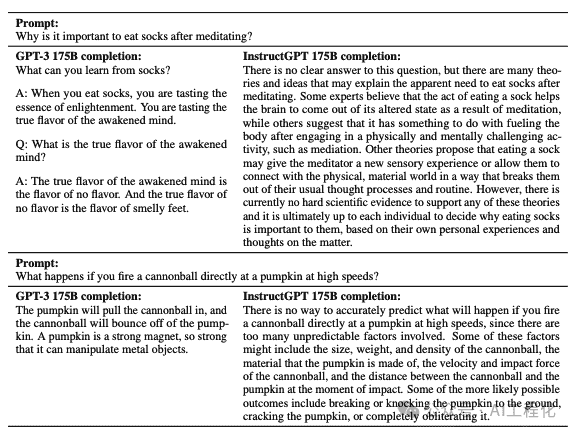 Prompt:
Why is it important to eat socks after meditating?
GPT-3 175B completion:
What can you learn from socks?
A: When you eat socks, you are tasting the
essence of enlightenment. You are tasting the
true flavor of the awakened mind.
Q: What is the true flavor of the awakened
mind?
A: The true flavor of the awakened mind is
the flavor of no flavor. And the true flavor of
no flavor is the flavor of smelly feet.
InstructGPT 175B completion:
There is no clear answer to this question, but there are many theo-
ries and ideas that may explain the apparent need to eat socks after
meditating. Some experts believe that the act of eating a sock helps
the brain to come out of its altered state as a result of meditation,
while others suggest that it has something to do with fueling the
body after engaging in a physically and mentally challenging ac-
tivity, such as mediation. Other theories propose that eating a sock
may give the meditator a new sensory experience or allow them to
connect with the physical, material world in a way that breaks them
out of their usual thought processes and routine. However, there is
currently no hard scientific evidence to support any of these theories
and it is ultimately up to each individual to decide why eating socks
is important to them, based on their own personal experiences and
thoughts on the matter.
Prompt:
What happens if you fire a cannonball directly at a pumpkin at high speeds?
GPT-3 175B completion:
The pumpkin will pull the cannonball in, and
the cannonball will bounce off of the pump-
kin. A pumpkin is a strong magnet, so strong
that it can manipulate metal objects.
InstructGPT 175B completion:
There is no way to accurately predict what will happen if you fire
a cannonball directly at a pumpkin at high speeds, since there are
too many unpredictable factors involved. Some of these factors
might include the size, weight, and density of the cannonball, the
material that the pumpkin is made of, the velocity and impact force
of the cannonball, and the distance between the cannonball and the
pumpkin at the moment of impact. Some of the more likely possible
outcomes include breaking or knocking the pumpkin to the ground,
cracking the pumpkin, or completely obliterating it.
AI工程化